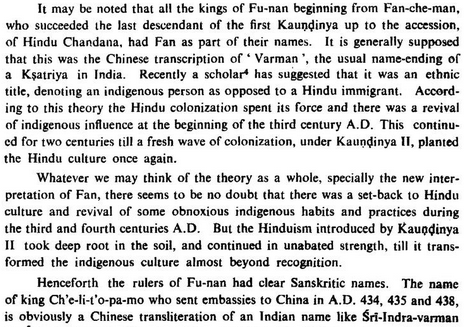 It may be noted that all the kings of Fu-nan beginning from Fan-che-man,
who succeeded the last descendant of the first Kauṇḍinya up to the accession,
of Hindu Chandana, had Fan as part of their names. It is generally supposed
that this was the Chinese transcription of ' Varman ', the usual name-ending of
a Kṣatriya in India. Recently a scholar⁴ has suggested that it was an ethnic
title, denoting an indigenous person as opposed to a Hindu immigrant. Accord-
ing to this theory the Hindu colonization spent its force and there was a revival
of indigenous influence at the beginning of the third century A.D. This continu-
ed for two centuries till a fresh wave of colonization, under Kauṇḍinya II, planted
the Hindu culture once again.
Whatever we may think of the theory as a whole, specially the new inter-
pretation of Fan, there seems to be no doubt that there was a set-back to Hindu
culture and revival of some obnoxious indigenous habits and practices during
the third and fourth centuries A.D. But the Hinduism introduced by Kauṇḍinya
II took deep root in the soil, and continued in unabated strength, till it trans-
formed the indigenous culture almost beyond recognition.
Henceforth the rulers of Fu-nan had clear Sanskritic names. The name
of king Ch'e-li-t'o-pa-mo who sent embassies to China in A.D. 434, 435 and 438,
is obviously a Chinese transliteration of an Indian name like Śrī-Indra-varman